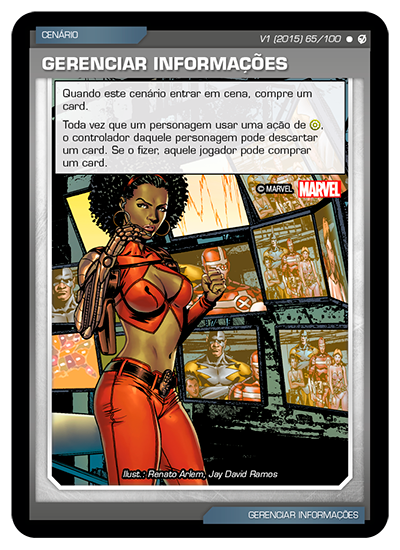 CENÁRIO
V1 (2015) 65/100
GERENCIAR INFORMAÇÕES
Quando este cenário entrar em cena, compre um
card.
Toda vez que um personagem usar uma ação de ,
o controlador daquele personagem pode descartar
um card. Se o fizer, aquele jogador pode comprar
um card.
© MARVEL MARVEL
Ilust.: Renato Arlem, Jay David Ramos
GERENCIAR INFORMAÇÕES